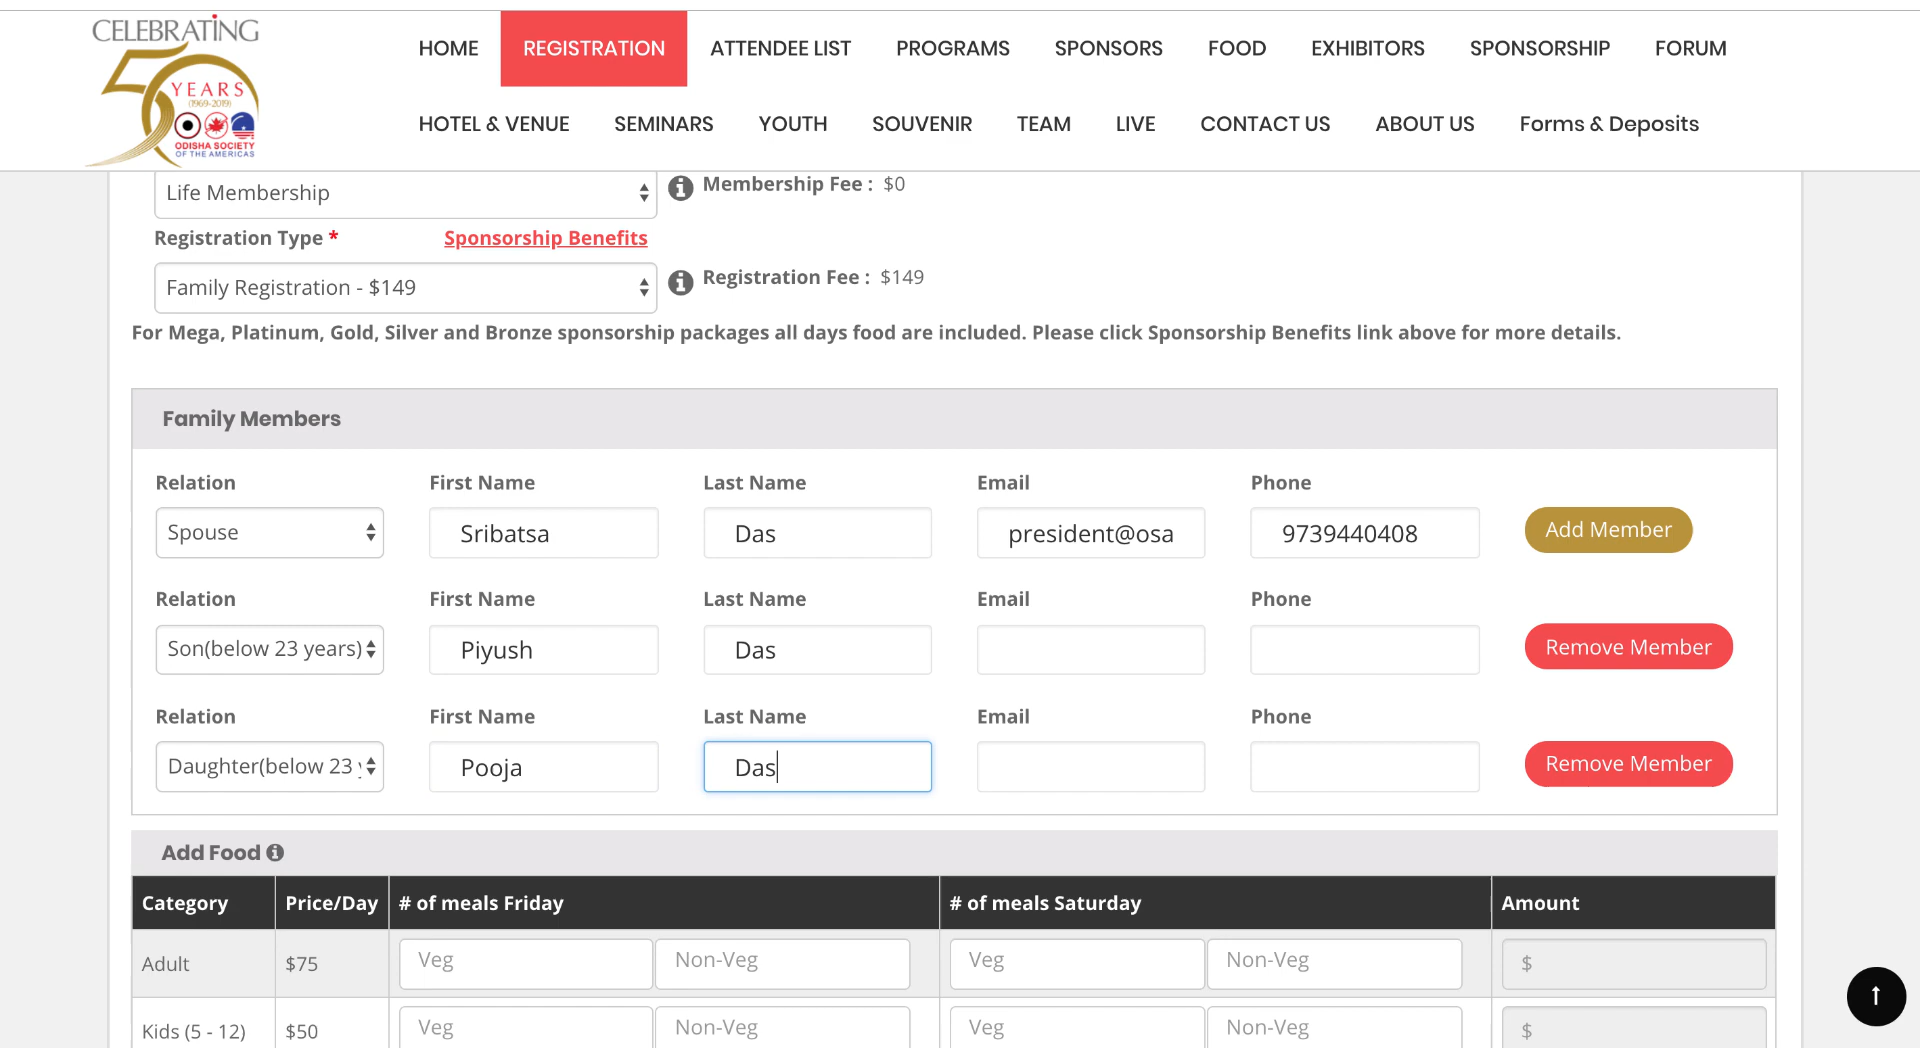 CELEBRATING
50
YEARS
(1969-2019)
ODISHA SOCIETY
OF THE AMERICAS
HOME REGISTRATION ATTENDEE LIST PROGRAMS SPONSORS FOOD EXHIBITORS SPONSORSHIP FORUM
HOTEL & VENUE SEMINARS YOUTH SOUVENIR TEAM LIVE CONTACT US ABOUT US Forms & Deposits
Life Membership Membership Fee : $0
Registration Type * Sponsorship Benefits
Family Registration - $149 Registration Fee : $149
For Mega, Platinum, Gold, Silver and Bronze sponsorship packages all days food are included. Please click Sponsorship Benefits link above for more details.
Family Members
Relation First Name Last Name Email Phone
Spouse Sribatsa Das president@osa 9739440408 Add Member
Relation First Name Last Name Email Phone
Son(below 23 years) Piyush Das Remove Member
Relation First Name Last Name Email Phone
Daughter(below 23 Pooja Das Remove Member
Add Food
Category Price/Day # of meals Friday # of meals Saturday Amount
Adult $75 Veg Non-Veg Veg Non-Veg $
Kids (5 - 12) $50 Veg Non-Veg Veg Non-Veg $